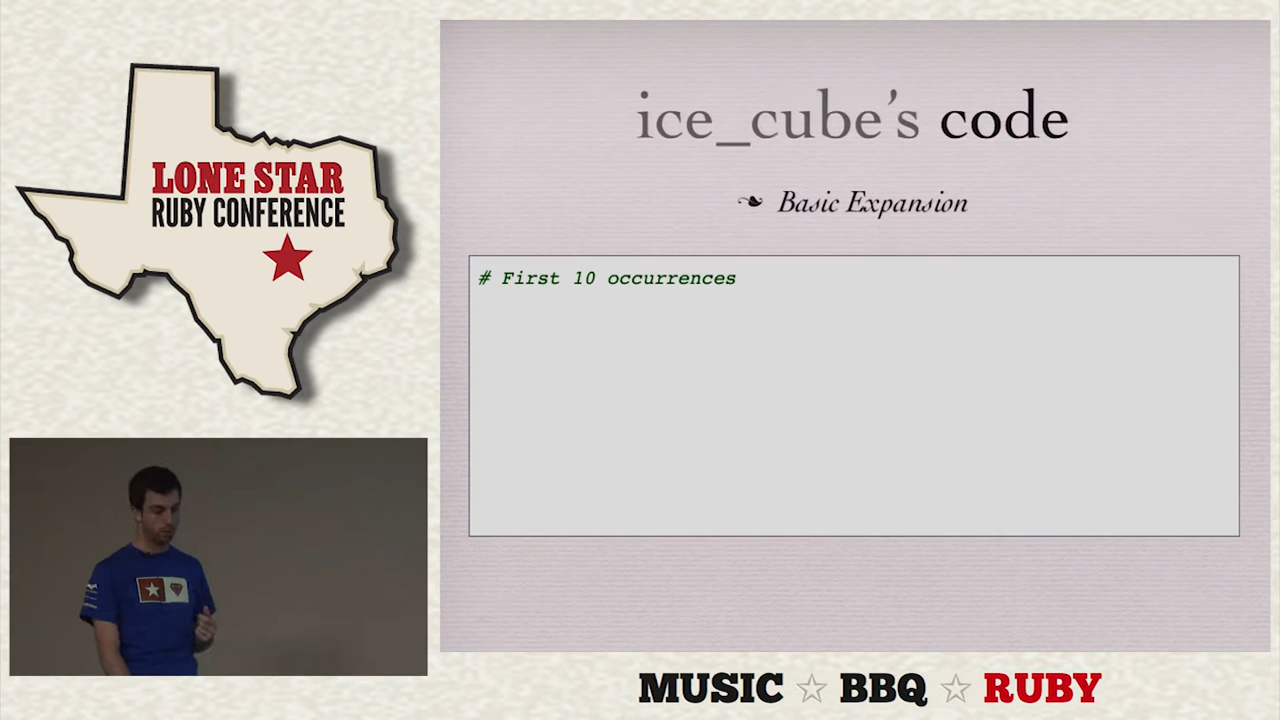 LONE STAR
RUBY CONFERENCE
ice_cube’s code
Basic Expansion
# First 10 occurrences
MUSIC ☆ BBQ ☆ RUBY